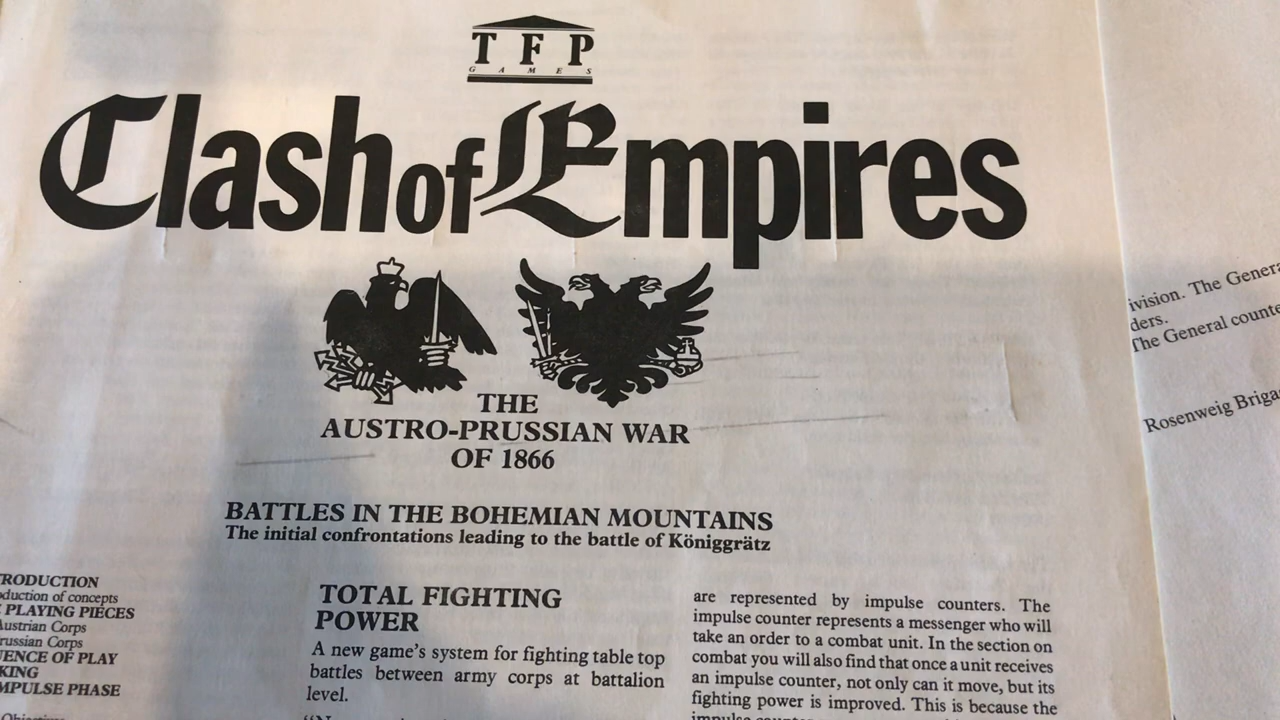 TFP
GAMES
Clash of Empires
THE
AUSTRO-PRUSSIAN WAR
OF 1866
BATTLES IN THE BOHEMIAN MOUNTAINS
The initial confrontations leading to the battle of Königgrätz
TRODUCTION
oduction of concepts
PLAYING PIECES
Austrian Corps
russian Corps
UENCE OF PLAY
KING
MPULSE PHASE
Objectives
TOTAL FIGHTING
POWER
A new game's system for fighting table top
battles between army corps at battalion
level.
are represented by impulse counters. The
impulse counter represents a messenger who will
take an order to a combat unit. In the section on
combat you will also find that once a unit receives
an impulse counter, not only can it move, but its
fighting power is improved. This is because the
impulse
ivision. The Genera
ders.
The General counte
Rosenweig Briga